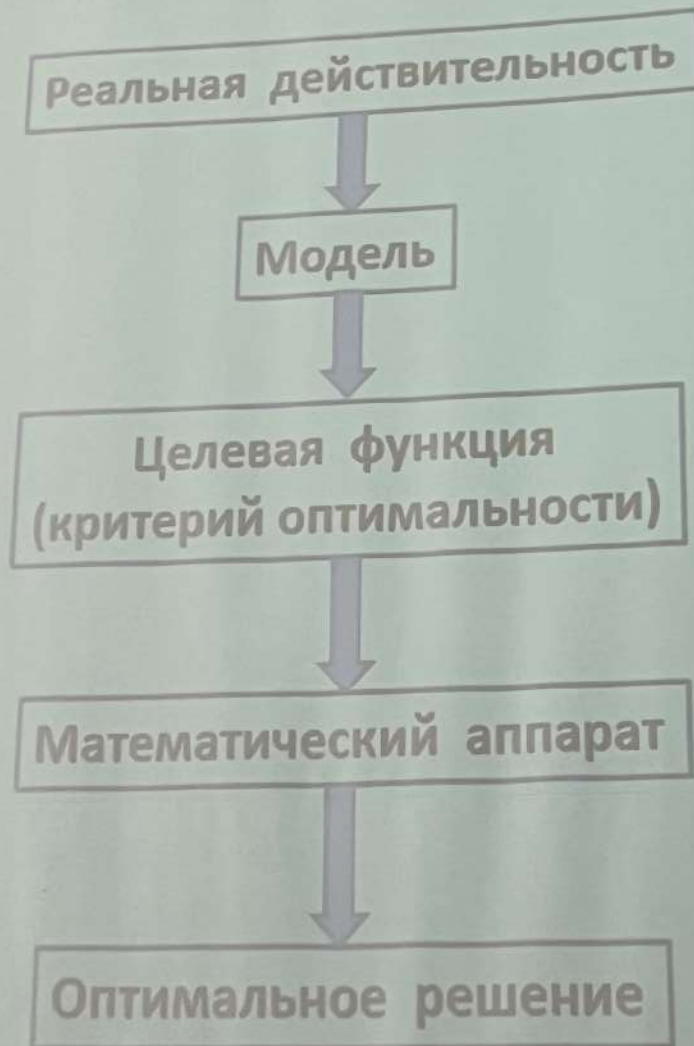 Реальная действительность
Модель
Целевая функция
(критерий оптимальности)
Математический аппарат
Оптимальное решение